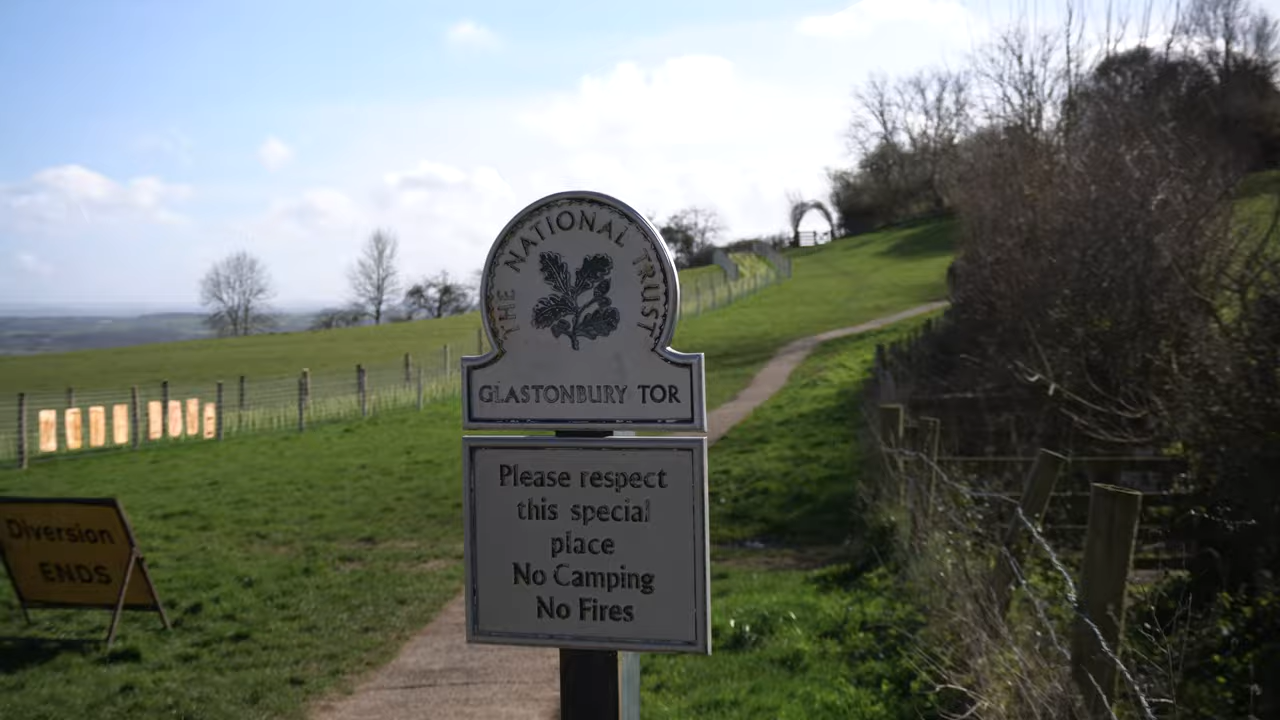 THE NATIONAL TRUST
GLASTONBURY TOR
Please respect
this special
place
No Camping
No Fires
Diversion
ENDS